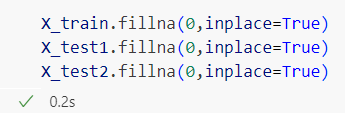 X_train.fillna(0,inplace=True)
X_test1.fillna(0,inplace=True)
X_test2.fillna(0,inplace=True)
0.2s